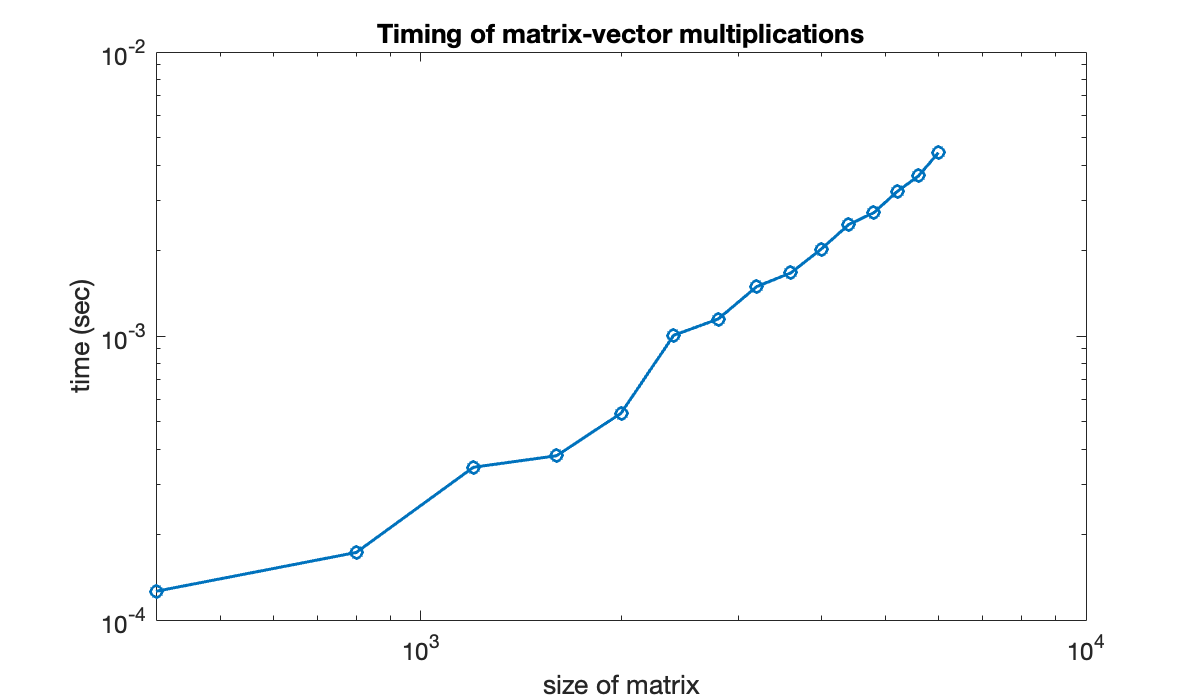 Timing of matrix-vector multiplications
10^-2
10^-3
10^-4
time (sec)
10^3
10^4
size of matrix